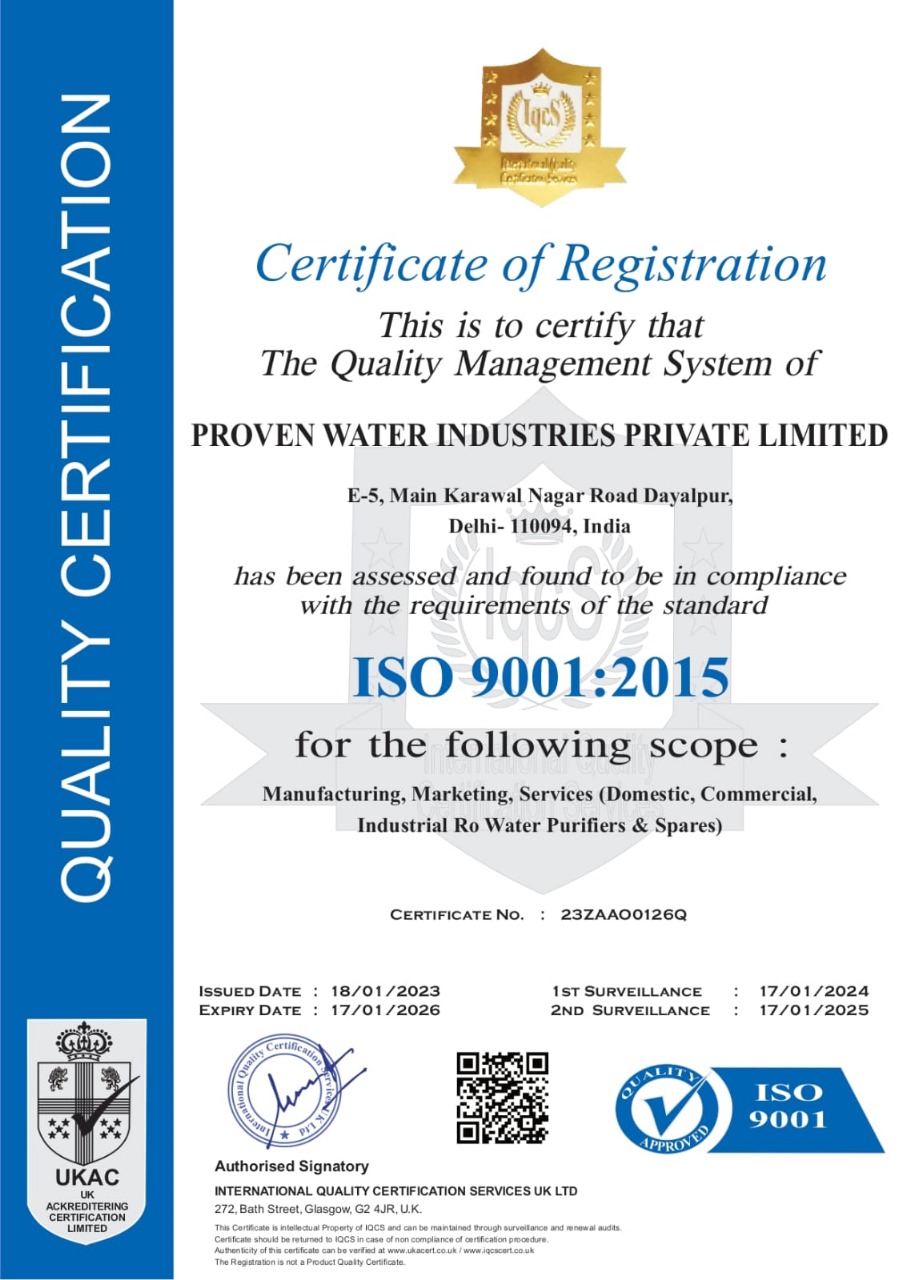 QUALITY CERTIFICATION
IqcS
International Quality
Certification Services
Certificate of Registration
This is to certify that
The Quality Management System of
PROVEN WATER INDUSTRIES PRIVATE LIMITED
E-5, Main Karawal Nagar Road Dayalpur,
Delhi- 110094, India
has been assessed and found to be in compliance
with the requirements of the standard
IqcS
ISO 9001:2015
for the following scope :
International Quality
Certification Services
Manufacturing, Marketing, Services (Domestic, Commercial,
Industrial Ro Water Purifiers & Spares)
CERTIFICATE NO. : 23ZAAO0126Q
ISSUED DATE : 18/01/2023
EXPIRY DATE : 17/01/2026
1ST SURVEILLANCE : 17/01/2024
2ND SURVEILLANCE : 17/01/2025
International Quality Certification Services UK Ltd
QUALITY
APPROVED
ISO
9001
UKAC
UK
ACKREDITERING
CERTIFICATION
LIMITED
Authorised Signatory
INTERNATIONAL QUALITY CERTIFICATION SERVICES UK LTD
272, Bath Street, Glasgow, G2 4JR, U.K.
This Certificate is intellectual Property of IQCS and can be maintained through surveillance and renewal audits.
Certificate should be returned to IQCS in case of non compliance of certification procedure.
Authenticity of this certificate can be verified at www.ukacert.co.uk / www.iqcscert.co.uk
The Registration is not a Product Quality Certificate.